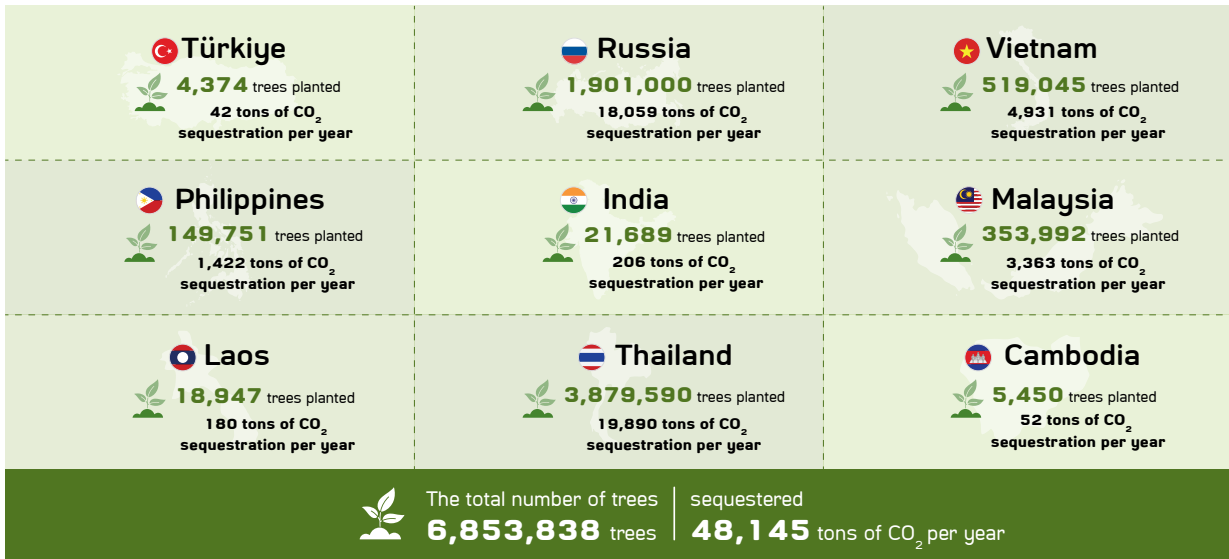 Türkiye
4,374 trees planted
42 tons of CO₂
sequestration per year
Russia
1,901,000 trees planted
18,059 tons of CO₂
sequestration per year
Vietnam
519,045 trees planted
4,931 tons of CO₂
sequestration per year
Philippines
149,751 trees planted
1,422 tons of CO₂
sequestration per year
India
21,689 trees planted
206 tons of CO₂
sequestration per year
Malaysia
353,992 trees planted
3,363 tons of CO₂
sequestration per year
Laos
18,947 trees planted
180 tons of CO₂
sequestration per year
Thailand
3,879,590 trees planted
19,890 tons of CO₂
sequestration per year
Cambodia
5,450 trees planted
52 tons of CO₂
sequestration per year
The total number of trees
6,853,838 trees
sequestered
48,145 tons of CO₂ per year